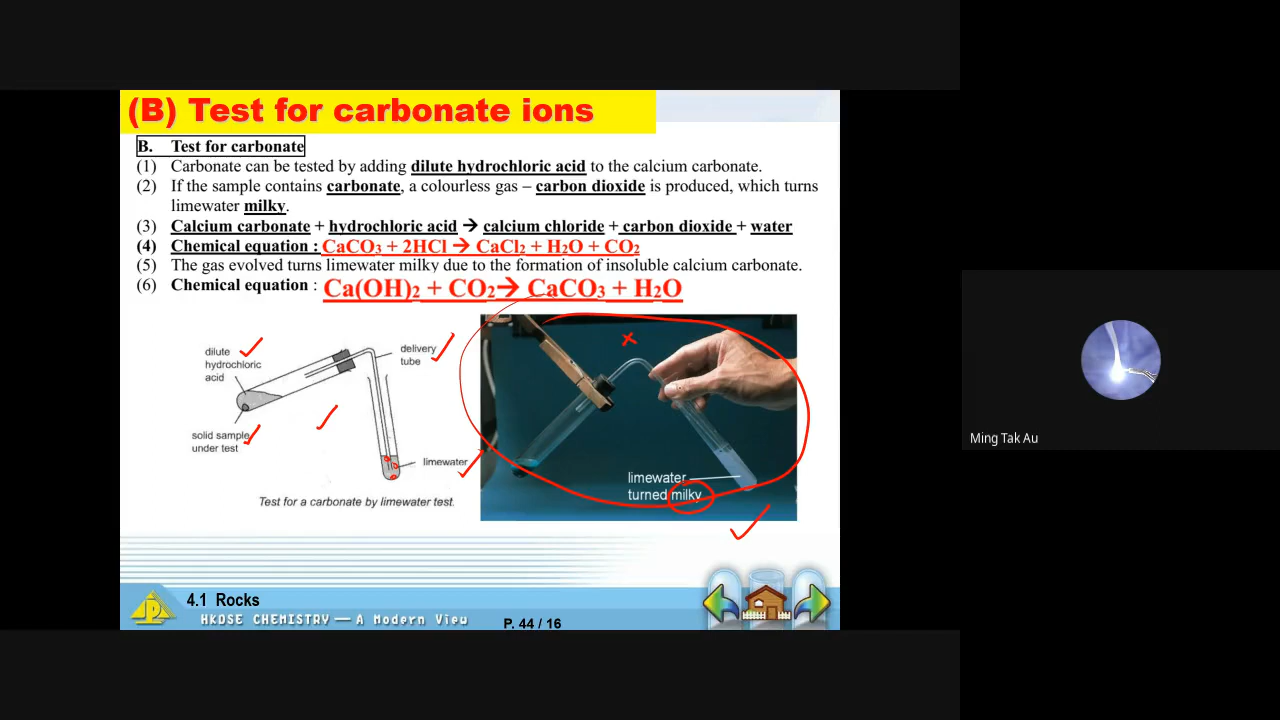 (B) Test for carbonate ions
B. Test for carbonate
(1) Carbonate can be tested by adding dilute hydrochloric acid to the calcium carbonate.
(2) If the sample contains carbonate, a colourless gas – carbon dioxide is produced, which turns
limewater milky.
(3) Calcium carbonate + hydrochloric acid → calcium chloride + carbon dioxide + water
(4) Chemical equation : CaCO₃ + 2HCl → CaCl₂ + H₂O + CO₂
(5) The gas evolved turns limewater milky due to the formation of insoluble calcium carbonate.
(6) Chemical equation : Ca(OH)₂ + CO₂→ CaCO₃ + H₂O
dilute
hydrochloric
acid
delivery
tube
solid sample
under test
limewater
Test for a carbonate by limewater test.
limewater
turned milky
4.1 Rocks
HKDSE CHEMISTRY — A Modern View
P. 44 / 16
Ming Tak Au